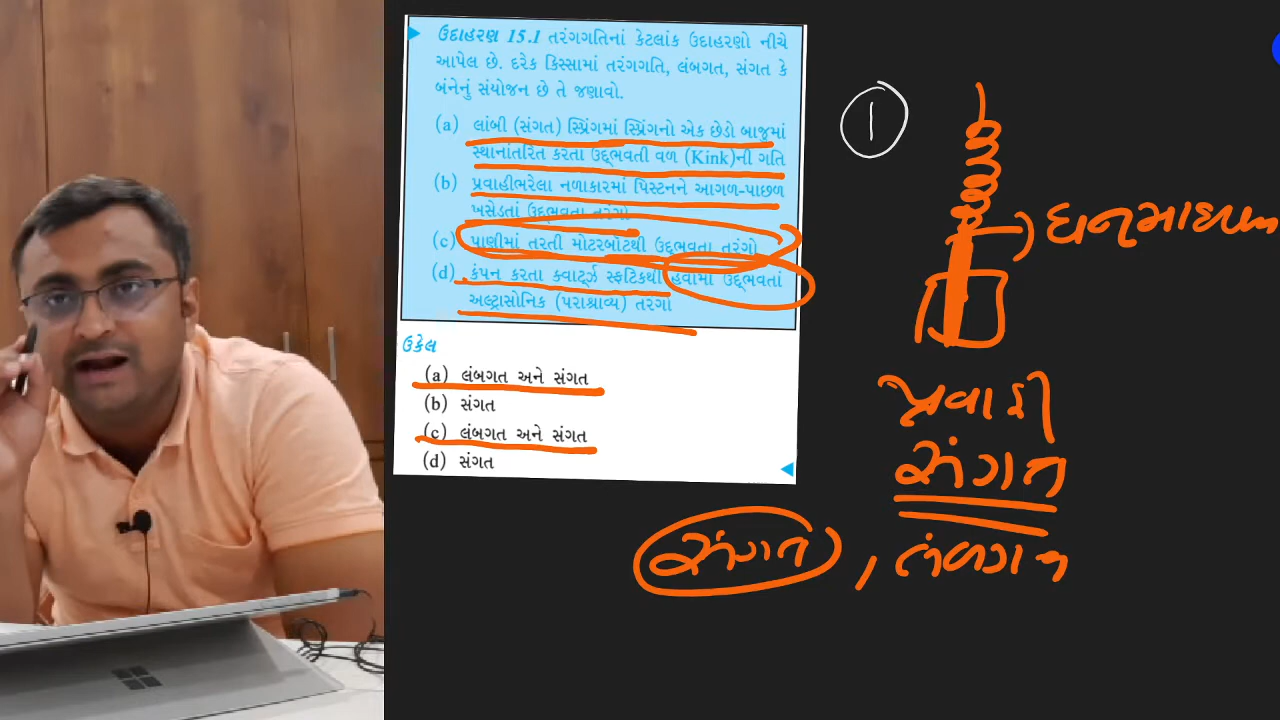 ઉદાહરણ 15.1 તરંગગતિનાં કેટલાંક ઉદાહરણો નીચે
આપેલ છે. દરેક કિસ્સામાં તરંગગતિ, લંબગત, સંગત કે
બંનેનું સંયોજન છે તે જણાવો.
(a) લાંબી (સંગત) સ્પ્રિંગમાં સ્પ્રિંગનો એક છેડો બાજુમાં
સ્થાનાંતરિત કરતા ઉદ્ભવતી વળ (Kink)ની ગતિ
(b) પ્રવાહીભરેલા નળાકારમાં પિસ્ટનને આગળ-પાછળ
ખસેડતાં ઉદ્ભવતા તરંગો
(c) પાણીમાં તરતી મોટરબૉટથી ઉદ્ભવતા તરંગો
(d) કંપન કરતા ક્વાર્ટ્ઝ સ્ફટિકથી હવામાં ઉદ્ભવતાં
અલ્ટ્રાસોનિક (પરાશ્રાવ્ય) તરંગો
ઉકેલ
(a) લંબગત અને સંગત
(b) સંગત
(c) લંબગત અને સંગત
(d) સંગત
1
પ્રવાહી
સંગત
સંગત , લંબગત